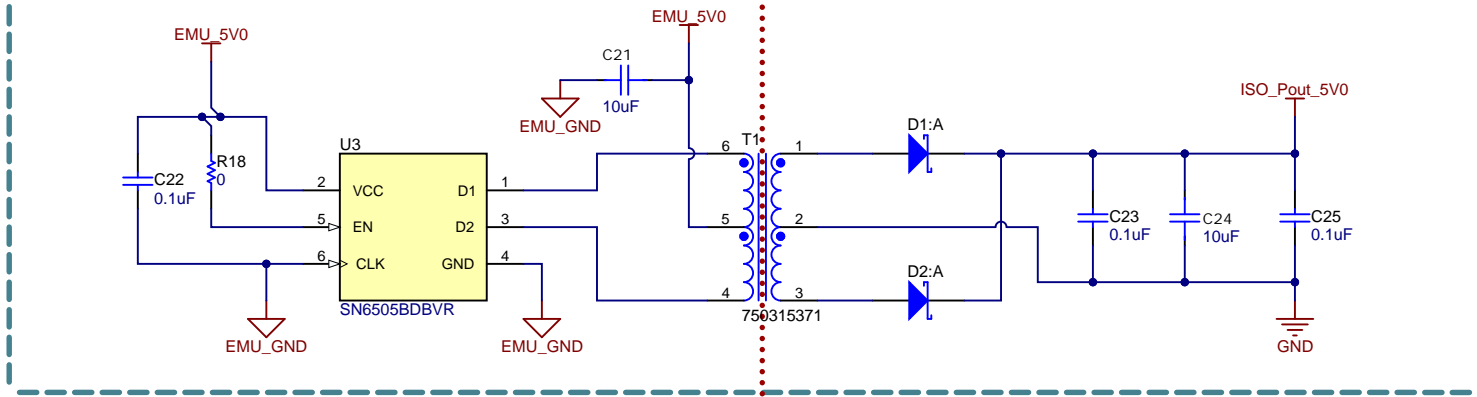 EMU_5V0
EMU_5V0
C21
10uF
EMU_GND
ISO_Pout_5V0
D1:A
T1
U3
6
1
R18
0
C22
0.1uF
2
VCC
D1
1
5
EN
D2
3
5
2
C23
0.1uF
C24
10uF
C25
0.1uF
6
CLK
GND
4
D2:A
4
3
SN6505BDBVR
750315371
EMU_GND
EMU_GND
GND